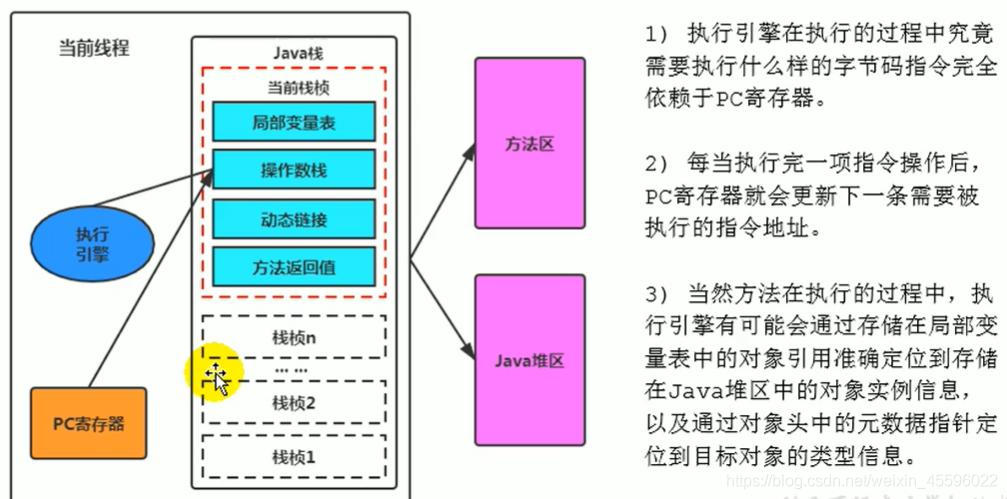 当前线程
Java栈
当前栈桢
局部变量表
操作数栈
动态链接
方法返回值
栈桢n
... ...
栈桢2
栈桢1
执行
引擎
PC寄存器
方法区
Java堆区
1) 执行引擎在执行的过程中究竟
需要执行什么样的字节码指令完全
依赖于PC寄存器。
2) 每当执行完一项指令操作后，
PC寄存器就会更新下一条需要被
执行的指令地址。
3) 当然方法在执行的过程中，执
行引擎有可能会通过存储在局部变
量表中的对象引用准确定位到存储
在Java堆区中的对象实例信息，
以及通过对象头中的元数据指针定
位到目标对象的类型信息。
https://blog.csdn.net/weixin_45596022